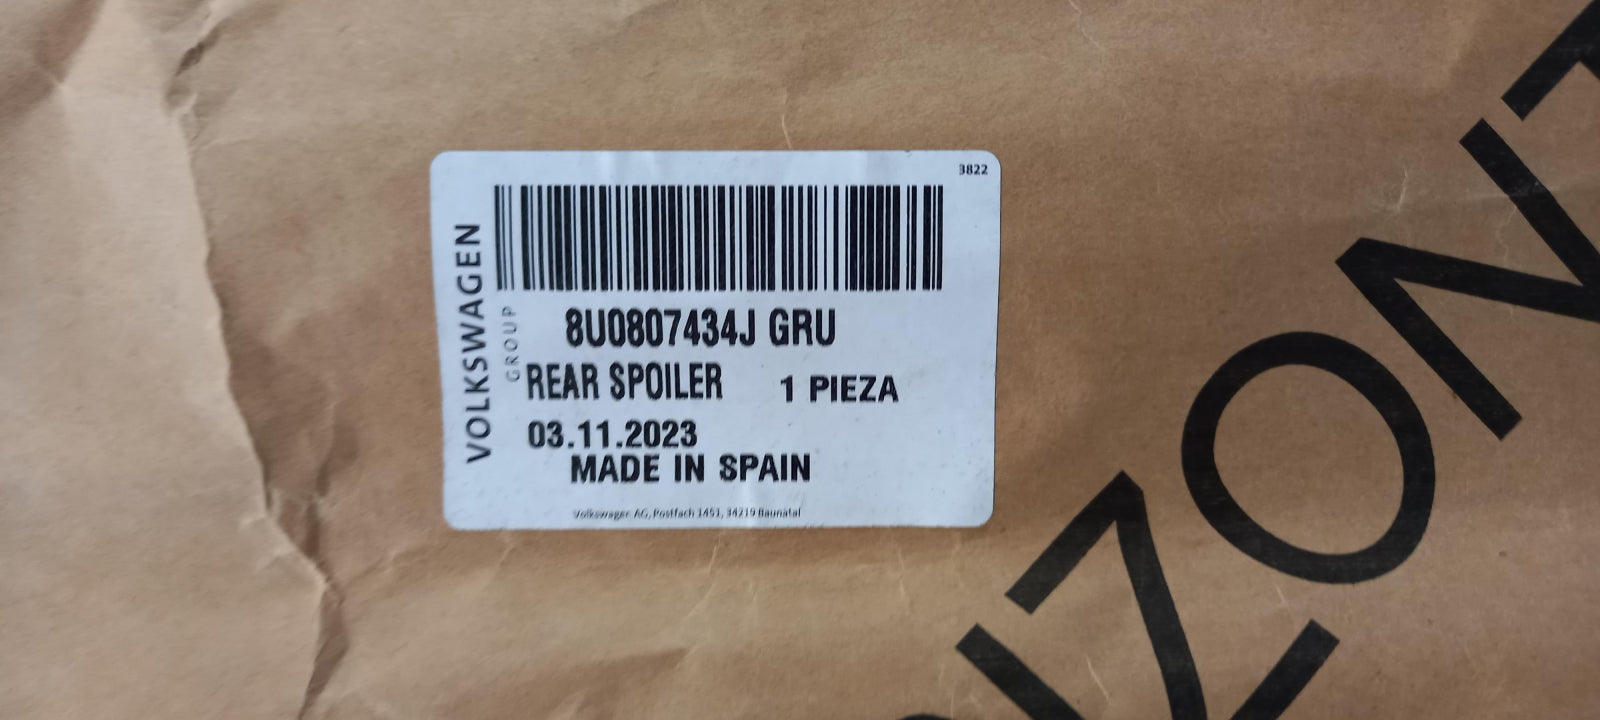 3822
VOLKSWAGEN
GROUP
8U0807434J GRU
REAR SPOILER 1 PIEZA
03.11.2023
MADE IN SPAIN
Volkswagen AG, Postfach 1451, 34219 Baunatal
IZONT